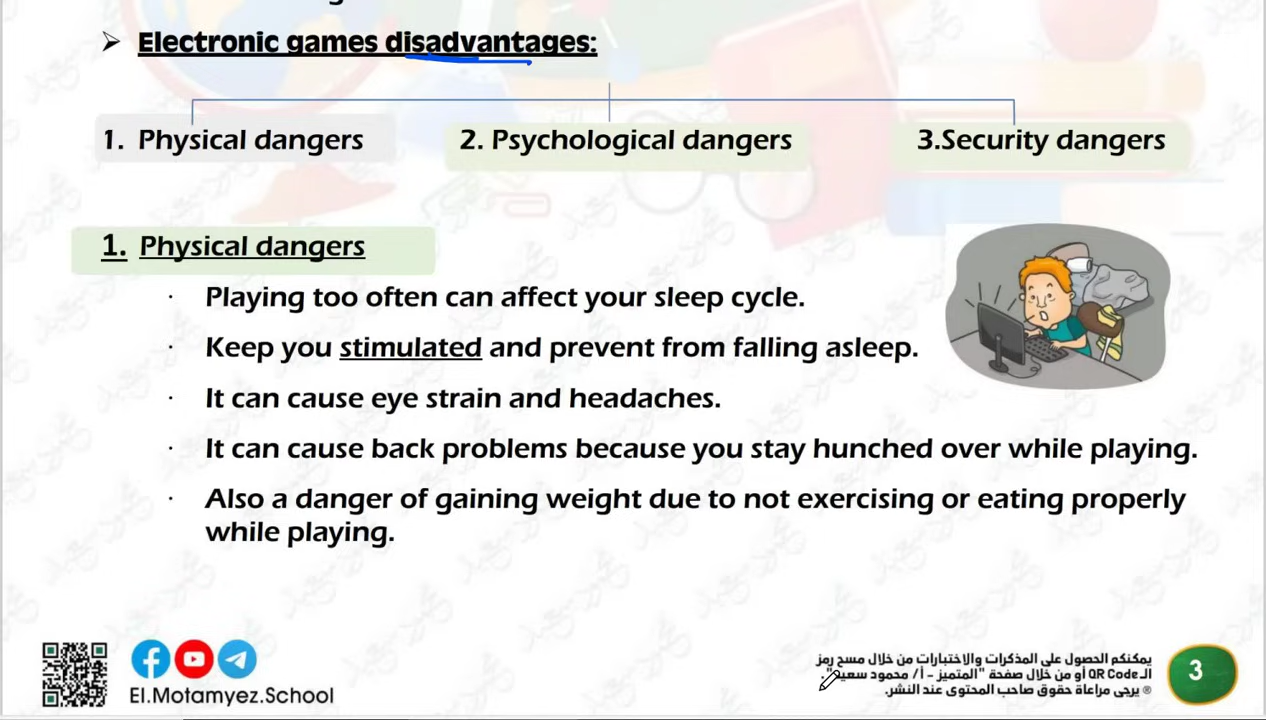 ➢ Electronic games disadvantages:
1. Physical dangers
2. Psychological dangers
3.Security dangers
1. Physical dangers
· Playing too often can affect your sleep cycle.
· Keep you stimulated and prevent from falling asleep.
· It can cause eye strain and headaches.
· It can cause back problems because you stay hunched over while playing.
· Also a danger of gaining weight due to not exercising or eating properly
while playing.
El.Motamyez.School
يمكنكم الحصول على المذكرات والاختبارات من خلال مسح رمز
الـ QR Code أو من خلال صفحة "المتميز – أ/ محمود سعيد".
® يرجى مراعاة حقوق صاحب المحتوى عند النشر.
3